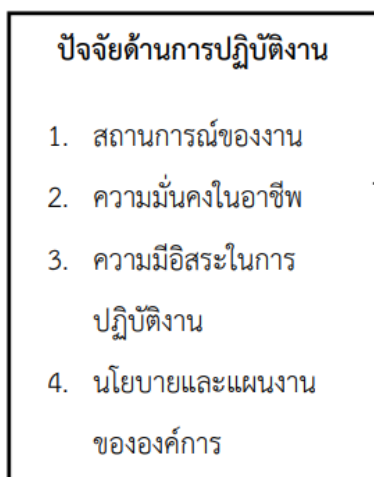 ปัจจัยด้านการปฏิบัติงาน
1. สถานการณ์ของงาน
2. ความมั่นคงในอาชีพ
3. ความมีอิสระในการ
ปฏิบัติงาน
4. นโยบายและแผนงาน
ขององค์การ